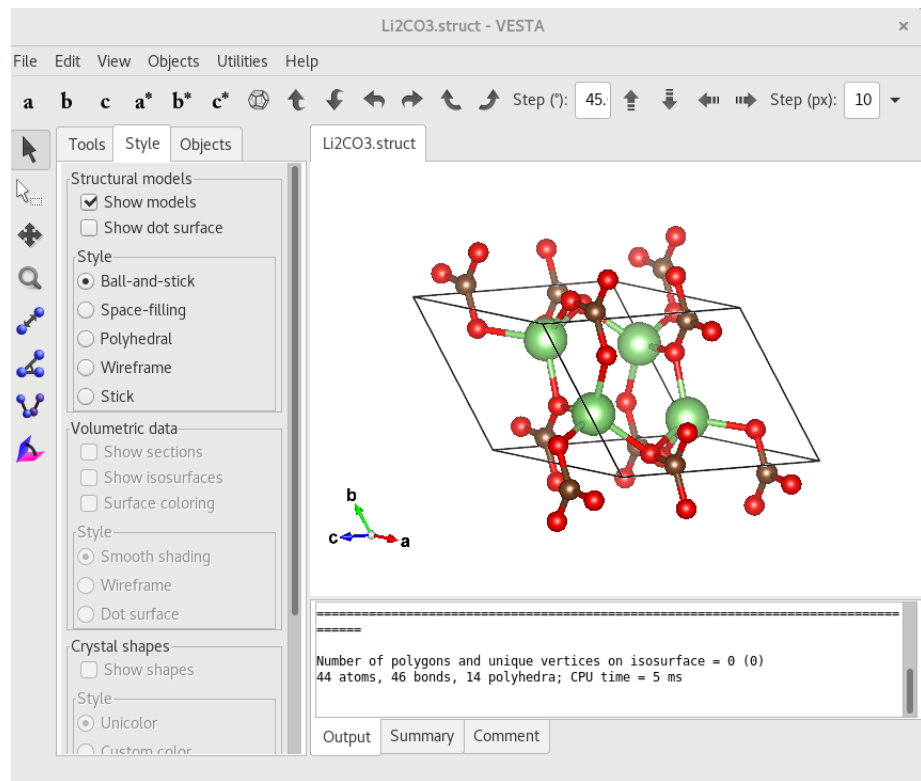 Li2CO3.struct - VESTA ×
File Edit View Objects Utilities Help
a b c a* b* c* Step (°): 45. Step (px): 10
Tools Style Objects
Li2CO3.struct
Structural models
Show models
Show dot surface
Style
Ball-and-stick
Space-filling
Polyhedral
Wireframe
Stick
Volumetric data
Show sections
Show isosurfaces
Surface coloring
Style
Smooth shading
Wireframe
Dot surface
Crystal shapes
Show shapes
Style
Unicolor
Custom color
b
c
a
==============================================================================
======
Number of polygons and unique vertices on isosurface = 0 (0)
44 atoms, 46 bonds, 14 polyhedra; CPU time = 5 ms
Output Summary Comment